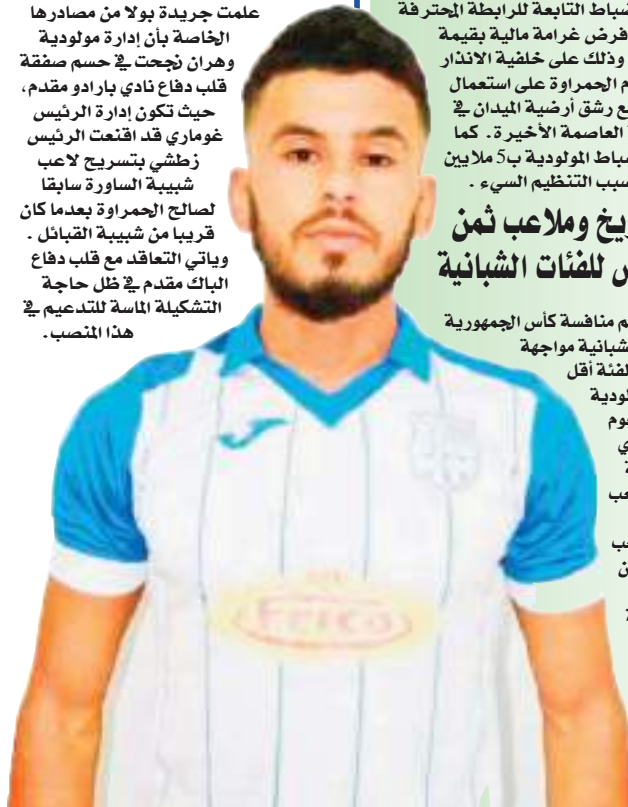 علمت جريدة بولا من مصادرها
الخاصة بأن إدارة مولودية
وهران نجحت في حسم صفقة
قلب دفاع نادي بارادو مقدم،
حيث تكون إدارة الرئيس
غوماري قد اقنعت الرئيس
زطشي بتسريح لاعب
شبيبة الساورة سابقا
لصالح الحمراوة بعدما كان
قريبا من شبيبة القبائل .
وياتي التعاقد مع قلب دفاع
الباك مقدم في ظل حاجة
التشكيلة الماسة للتدعيم في
هذا المنصب.
ضباط التابعة للرابطة المحترفة
فرض غرامة مالية بقيمة
وذلك على خلفية الانذار
م الحمراوة على استعمال
ع رشق أرضية الميدان في
العاصمة الأخيرة. كما
ضباط المولودية ب5 ملايين
سبب التنظيم السيء .
يخ وملاعب ثمن
س للفئات الشبانية
م منافسة كأس الجمهورية
شبانية مواجهة
لفئة أقل
لودية
وم
ي
ة
عب
عب
ن
Frico